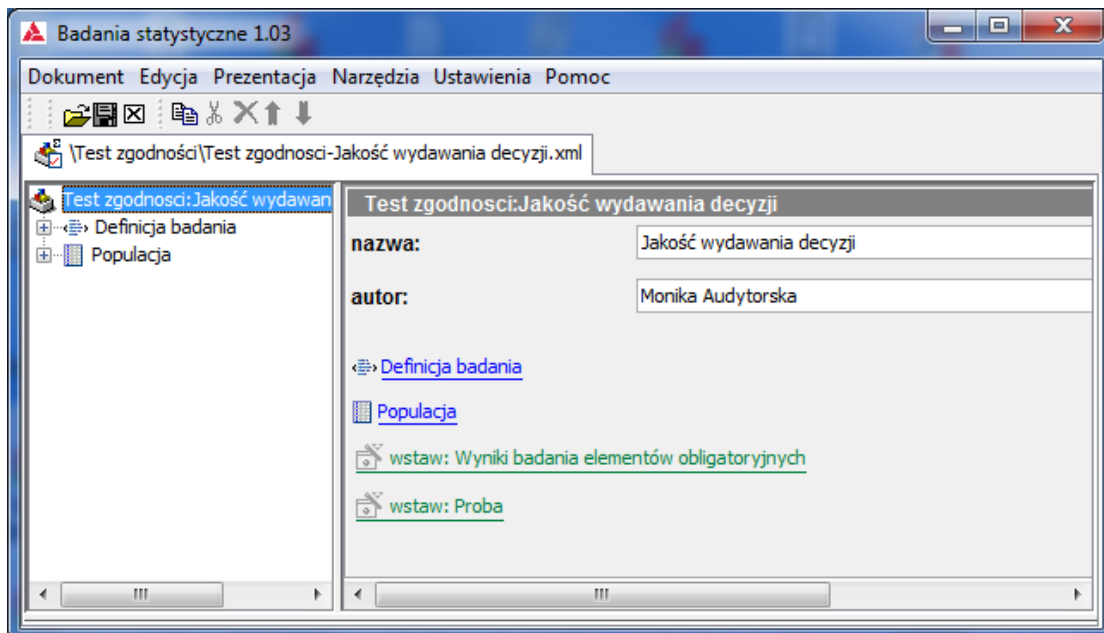 Badania statystyczne 1.03
Dokument Edycja Prezentacja Narzędzia Ustawienia Pomoc
\Test zgodności\Test zgodnosci-Jakość wydawania decyzji.xml
Test zgodnosci:Jakość wydawan
Definicja badania
Populacja
Test zgodnosci:Jakość wydawania decyzji
nazwa: Jakość wydawania decyzji
autor: Monika Audytorska
Definicja badania
Populacja
wstaw: Wyniki badania elementów obligatoryjnych
wstaw: Proba